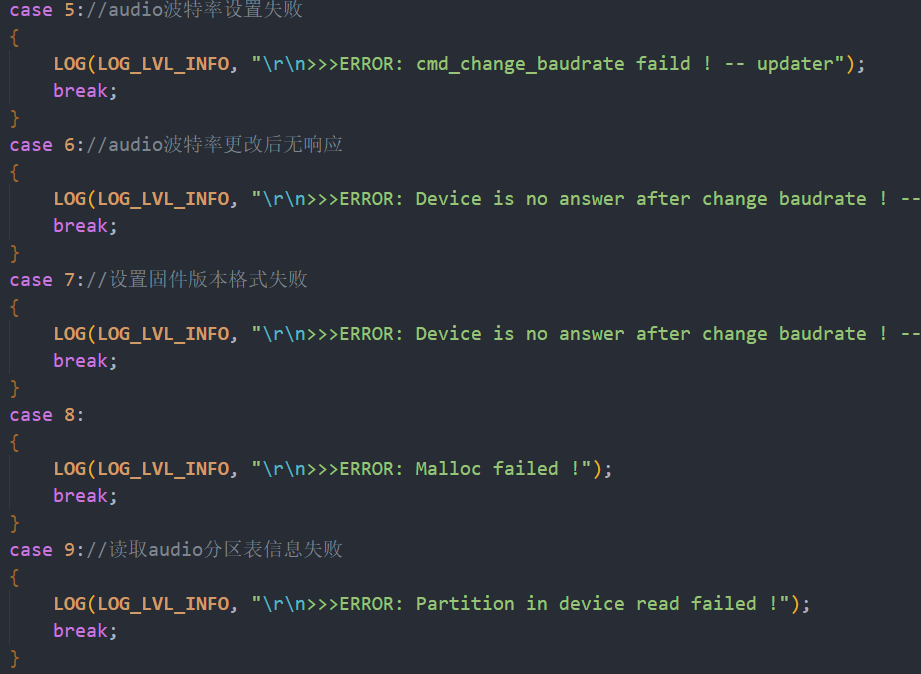 case 5://audio波特率设置失败
{
    LOG(LOG_LVL_INFO, "\r\n>>>ERROR: cmd_change_baudrate faild ! -- updater");
    break;
}
case 6://audio波特率更改后无响应
{
    LOG(LOG_LVL_INFO, "\r\n>>>ERROR: Device is no answer after change baudrate ! --
    break;
}
case 7://设置固件版本格式失败
{
    LOG(LOG_LVL_INFO, "\r\n>>>ERROR: Device is no answer after change baudrate ! --
    break;
}
case 8:
{
    LOG(LOG_LVL_INFO, "\r\n>>>ERROR: Malloc failed !");
    break;
}
case 9://读取audio分区表信息失败
{
    LOG(LOG_LVL_INFO, "\r\n>>>ERROR: Partition in device read failed !");
    break;
}